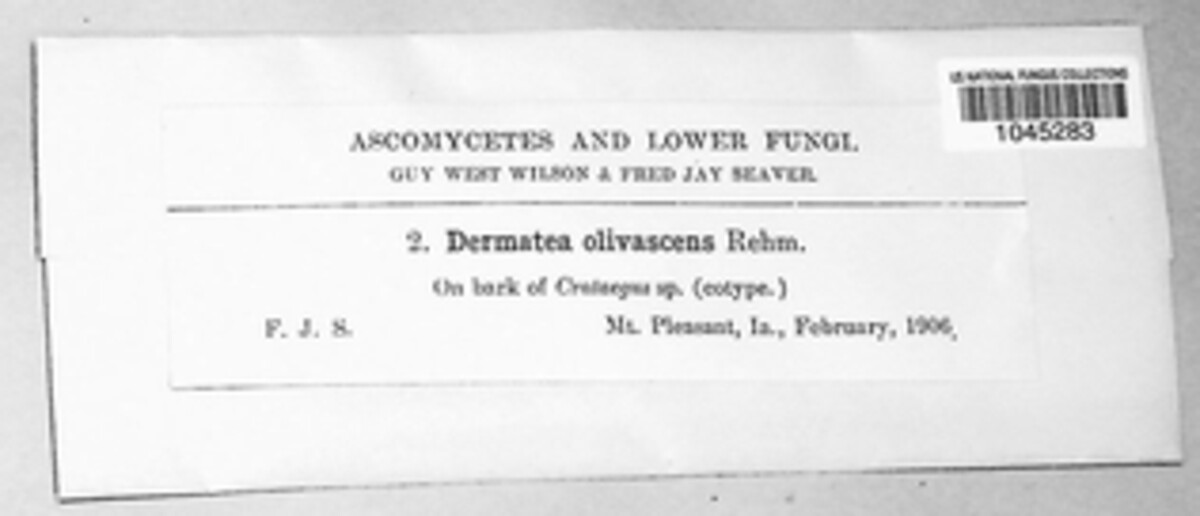 US NATIONAL FUNGUS COLLECTIONS
1045283
ASCOMYCETES AND LOWER FUNGI.
GUY WEST WILSON & FRED JAY SEAVER.
2. Dermatea olivascens Rehm.
On bark of Crataegus sp. (cotype.)
F. J. S. Mt. Pleasant, Ia., February, 1906,